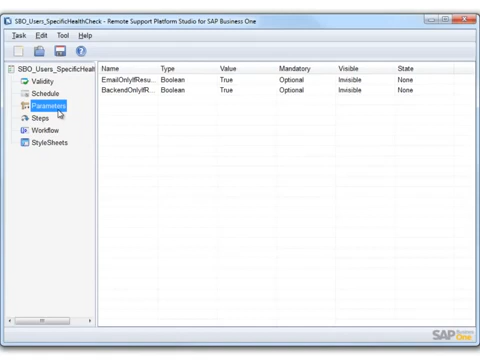 SBO_Users_SpecificHealthCheck - Remote Support Platform Studio for SAP Business One
Task Edit Tool Help
SBO_Users_SpecificHealth
Validity
Schedule
Parameters
Steps
Workflow
StyleSheets
Name Type Value Mandatory Visible State
EmailOnlyIfResu... Boolean True Optional Invisible None
BackendOnlyIfR... Boolean True Optional Invisible None
SAP Business One